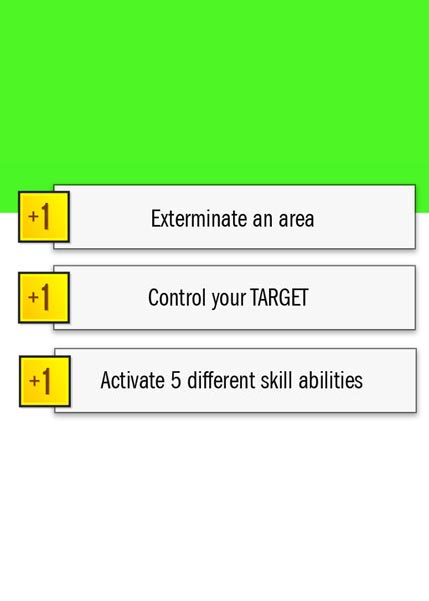 +1 Exterminate an area
+1 Control your TARGET
+1 Activate 5 different skill abilities